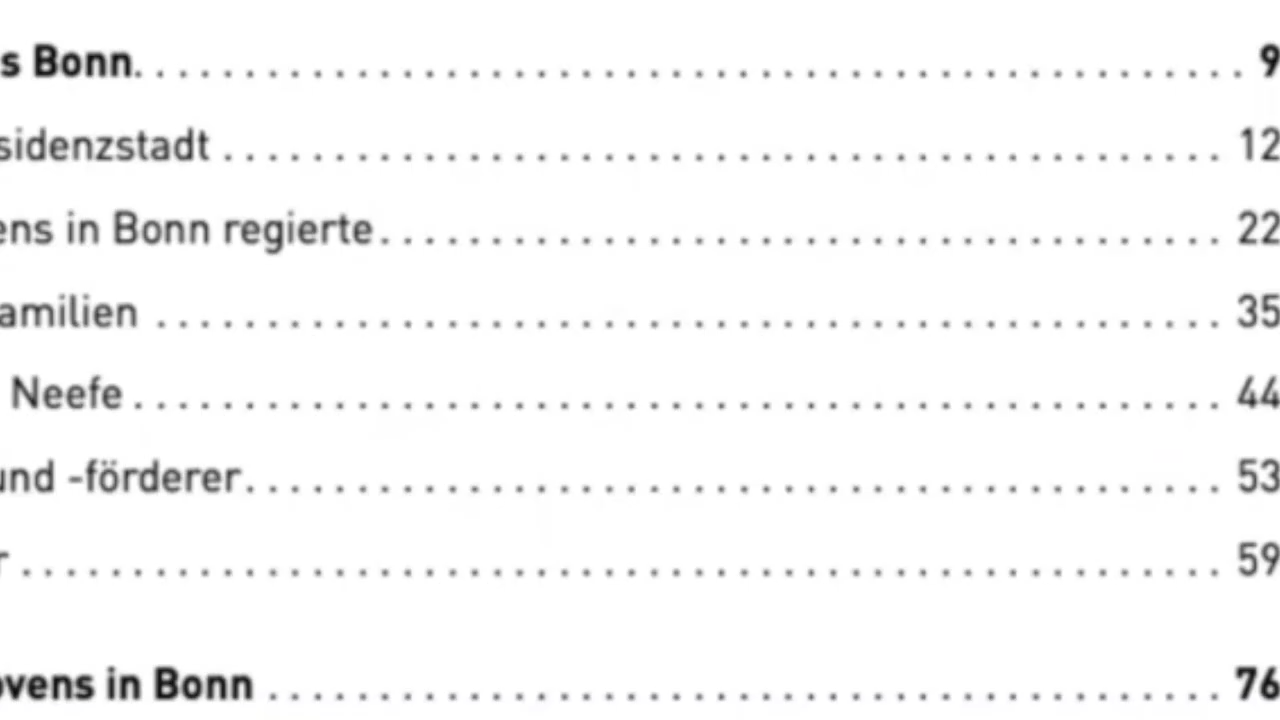 s Bonn. . . . . . . . . . . . . . . . . . . . . . . . . . . . . . . . . . . . . . . . . . . . . . . . . . 9
sidenzstadt . . . . . . . . . . . . . . . . . . . . . . . . . . . . . . . . . . . . . . . . . . . . . 12
ens in Bonn regierte. . . . . . . . . . . . . . . . . . . . . . . . . . . . . . . . . . . . . . 22
amilien . . . . . . . . . . . . . . . . . . . . . . . . . . . . . . . . . . . . . . . . . . . . . . . . 35
Neefe . . . . . . . . . . . . . . . . . . . . . . . . . . . . . . . . . . . . . . . . . . . . . . . . . 44
und -förderer. . . . . . . . . . . . . . . . . . . . . . . . . . . . . . . . . . . . . . . . . . . . 53
r . . . . . . . . . . . . . . . . . . . . . . . . . . . . . . . . . . . . . . . . . . . . . . . . . . . . . . 59
ovens in Bonn . . . . . . . . . . . . . . . . . . . . . . . . . . . . . . . . . . . . . . . . . . . 76